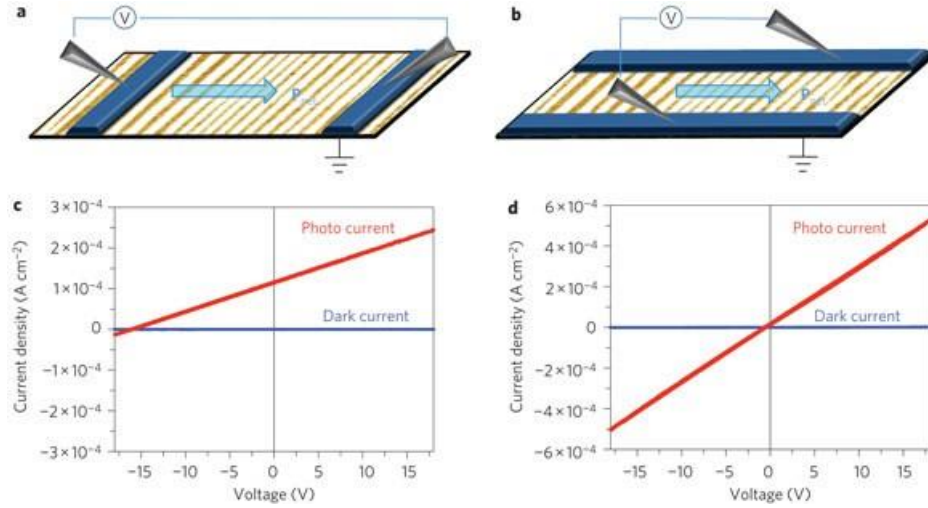 a
V
P
b
V
P
c
3×10⁻⁴
2×10⁻⁴
1×10⁻⁴
0
−1×10⁻⁴
−2×10⁻⁴
−3×10⁻⁴
Current density (A cm⁻²)
Photo current
Dark current
−15 −10 −5 0 5 10 15
Voltage (V)
d
6×10⁻⁴
4×10⁻⁴
2×10⁻⁴
0
−2×10⁻⁴
−4×10⁻⁴
−6×10⁻⁴
Current density (A cm⁻²)
Photo current
Dark current
−15 −10 −5 0 5 10 15
Voltage (V)